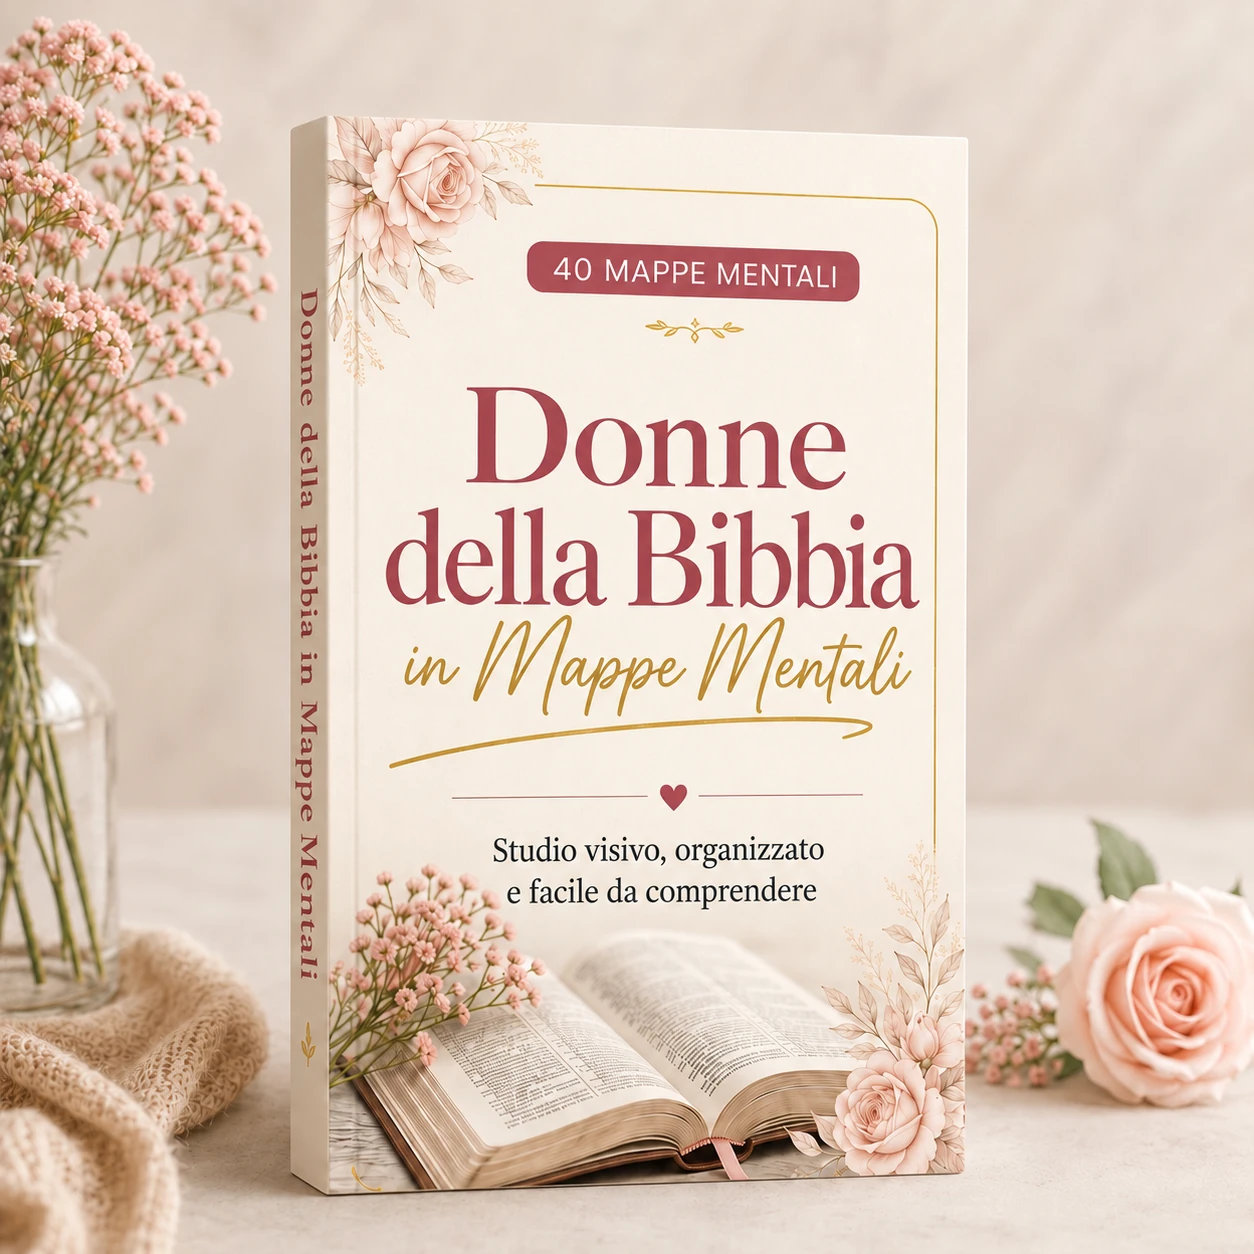 40 MAPPE MENTALI
Donne
della Bibbia
in Mappe Mentali
Studio visivo, organizzato
e facile da comprendere
Donne della Bibbia in Mappe Mentali